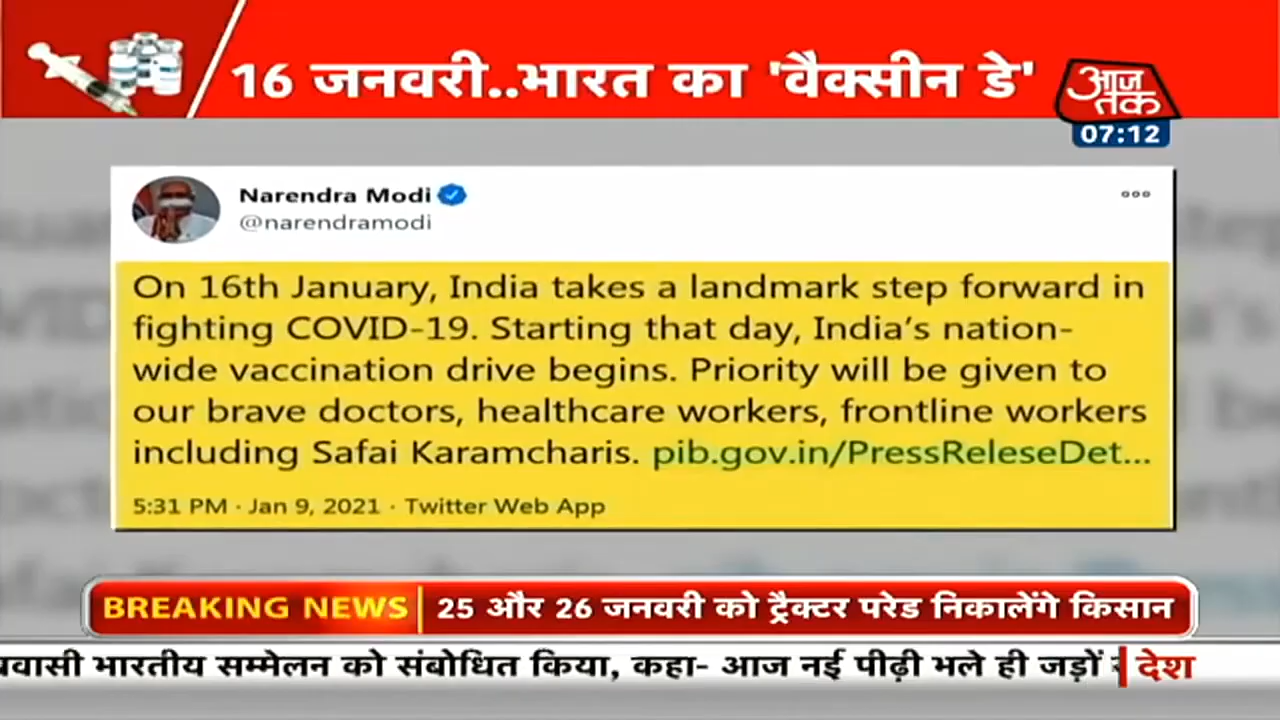 16 जनवरी..भारत का 'वैक्सीन डे'
आज
तक
07:12
Narendra Modi
@narendramodi
On 16th January, India takes a landmark step forward in
fighting COVID-19. Starting that day, India's nation-
wide vaccination drive begins. Priority will be given to
our brave doctors, healthcare workers, frontline workers
including Safai Karamcharis. pib.gov.in/PressReleseDet...
5:31 PM · Jan 9, 2021 · Twitter Web App
BREAKING NEWS 25 और 26 जनवरी को ट्रैक्टर परेड निकालेंगे किसान
भारतीय सम्मेलन को संबोधित किया, कहा- आज नई पीढ़ी भले ही जड़ों देश